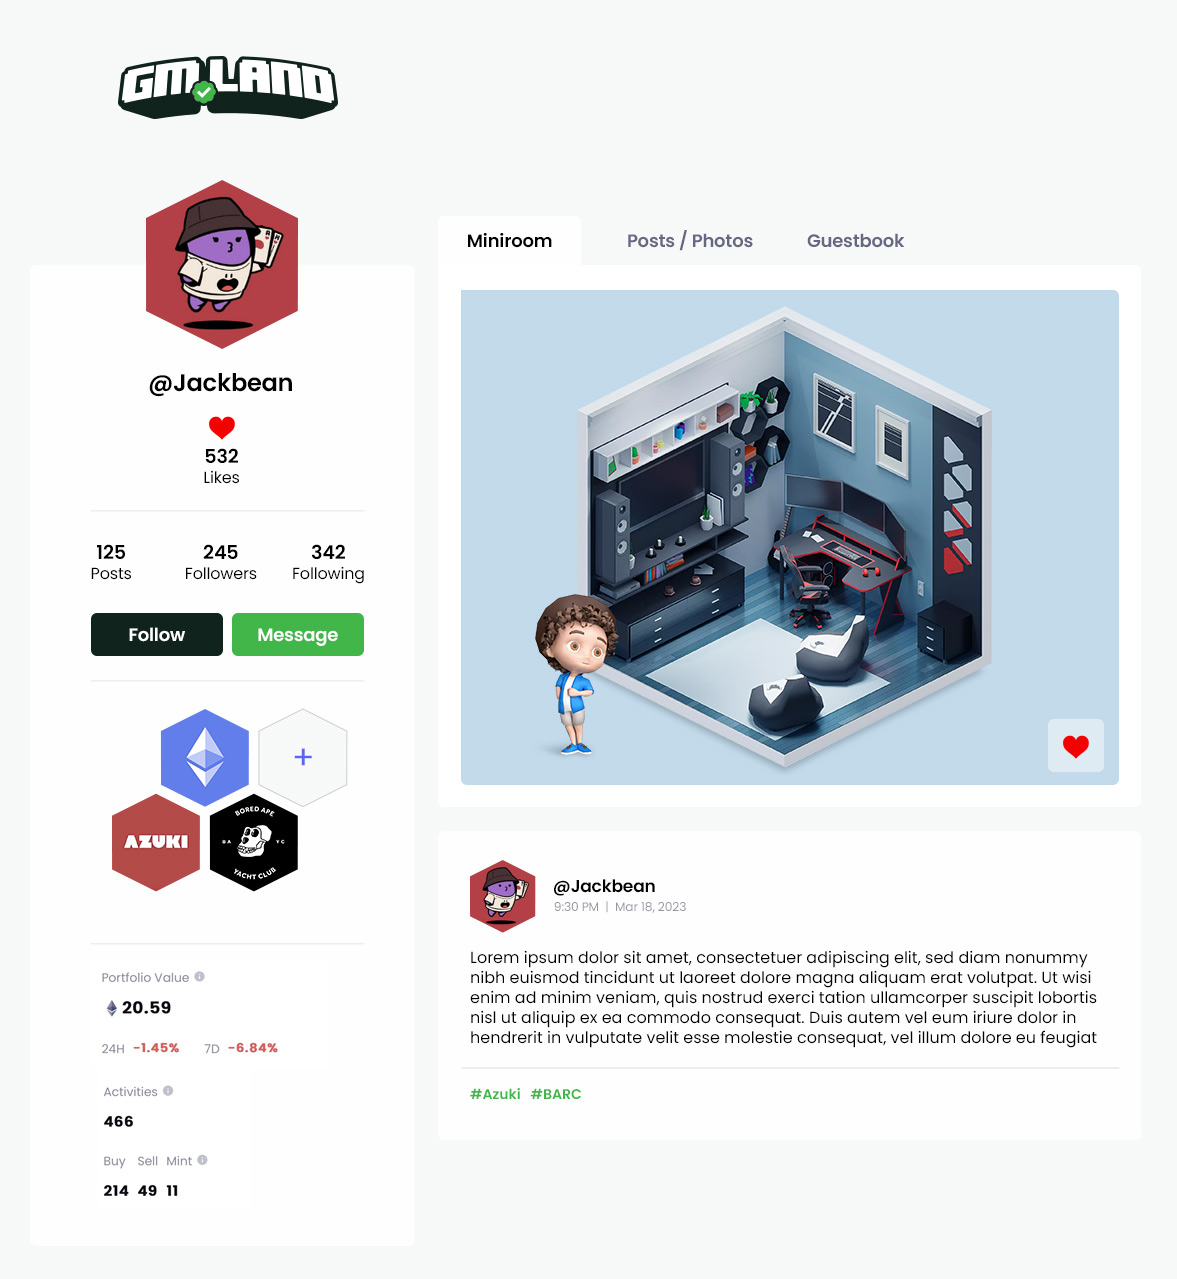 GM LAND
@Jackbean
532
Likes
125 245 342
Posts Followers Following
Follow Message
+
AZUKI
BORED APE
BA YC
YACHT CLUB
Portfolio Value
20.59
24H -1.45% 7D -6.84%
Activities
466
Buy Sell Mint
214 49 11
Miniroom Posts / Photos Guestbook
@Jackbean
9:30 PM | Mar 18, 2023
Lorem ipsum dolor sit amet, consectetuer adipiscing elit, sed diam nonummy
nibh euismod tincidunt ut laoreet dolore magna aliquam erat volutpat. Ut wisi
enim ad minim veniam, quis nostrud exerci tation ullamcorper suscipit lobortis
nisl ut aliquip ex ea commodo consequat. Duis autem vel eum iriure dolor in
hendrerit in vulputate velit esse molestie consequat, vel illum dolore eu feugiat
#Azuki #BARC